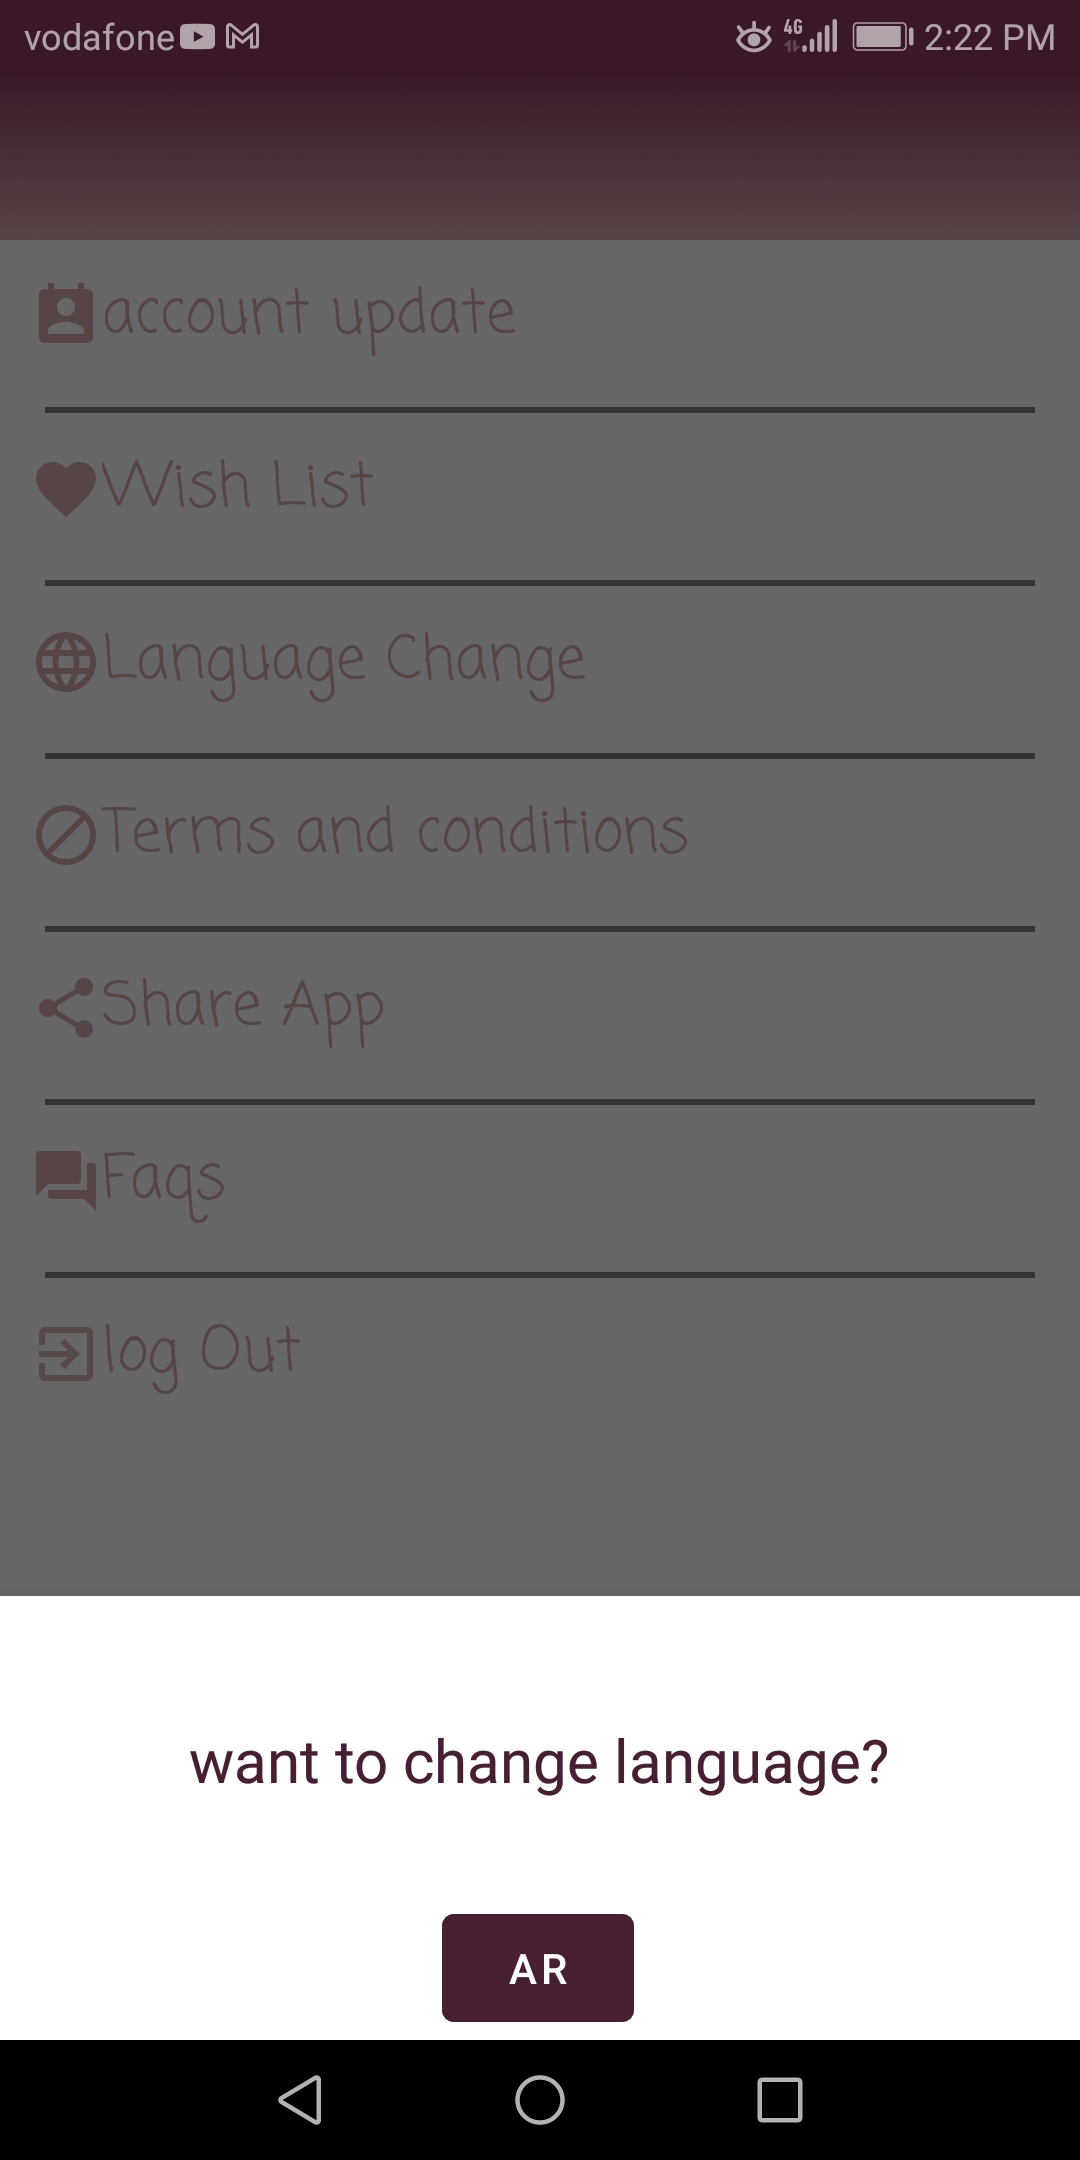 vodafone 4G 2:22 PM
account update
Wish List
Language Change
Terms and conditions
Share App
Faqs
log Out
want to change language?
AR